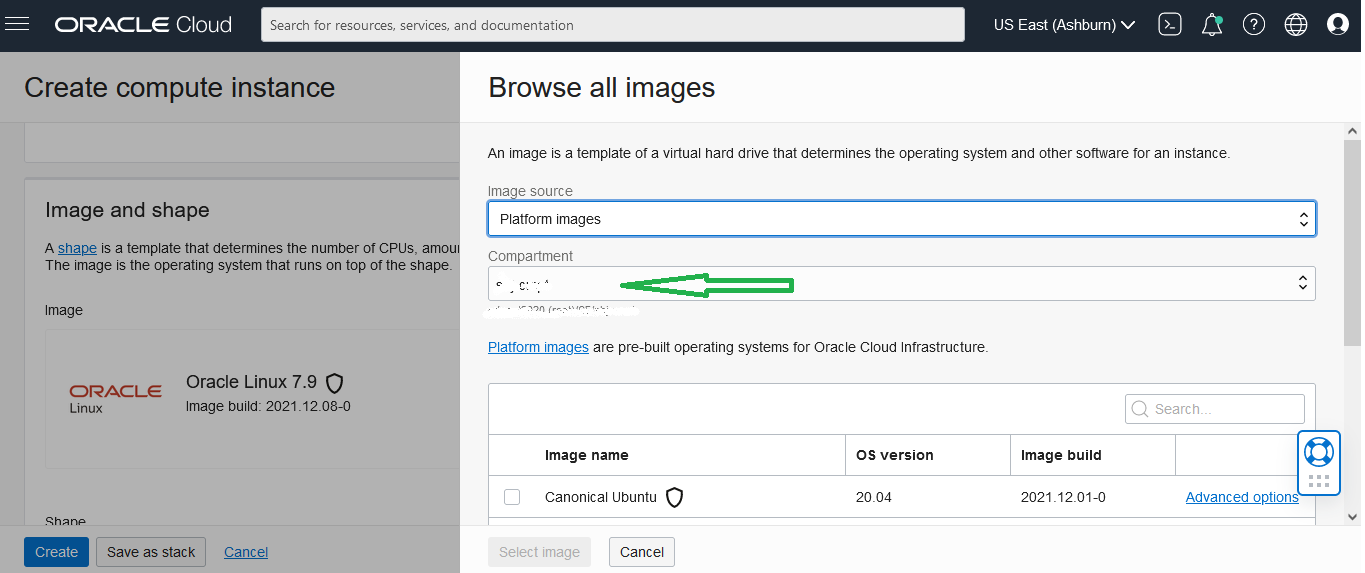 ORACLE Cloud
Search for resources, services, and documentation
US East (Ashburn)
Create compute instance
Image and shape
A shape is a template that determines the number of CPUs, amou
The image is the operating system that runs on top of the shape.
Image
ORACLE
Linux
Oracle Linux 7.9
Image build: 2021.12.08-0
Shape
Create
Save as stack
Cancel
Browse all images
An image is a template of a virtual hard drive that determines the operating system and other software for an instance.
Image source
Platform images
Compartment
Platform images are pre-built operating systems for Oracle Cloud Infrastructure.
Search...
Image name OS version Image build
Canonical Ubuntu 20.04 2021.12.01-0 Advanced options
Select image
Cancel